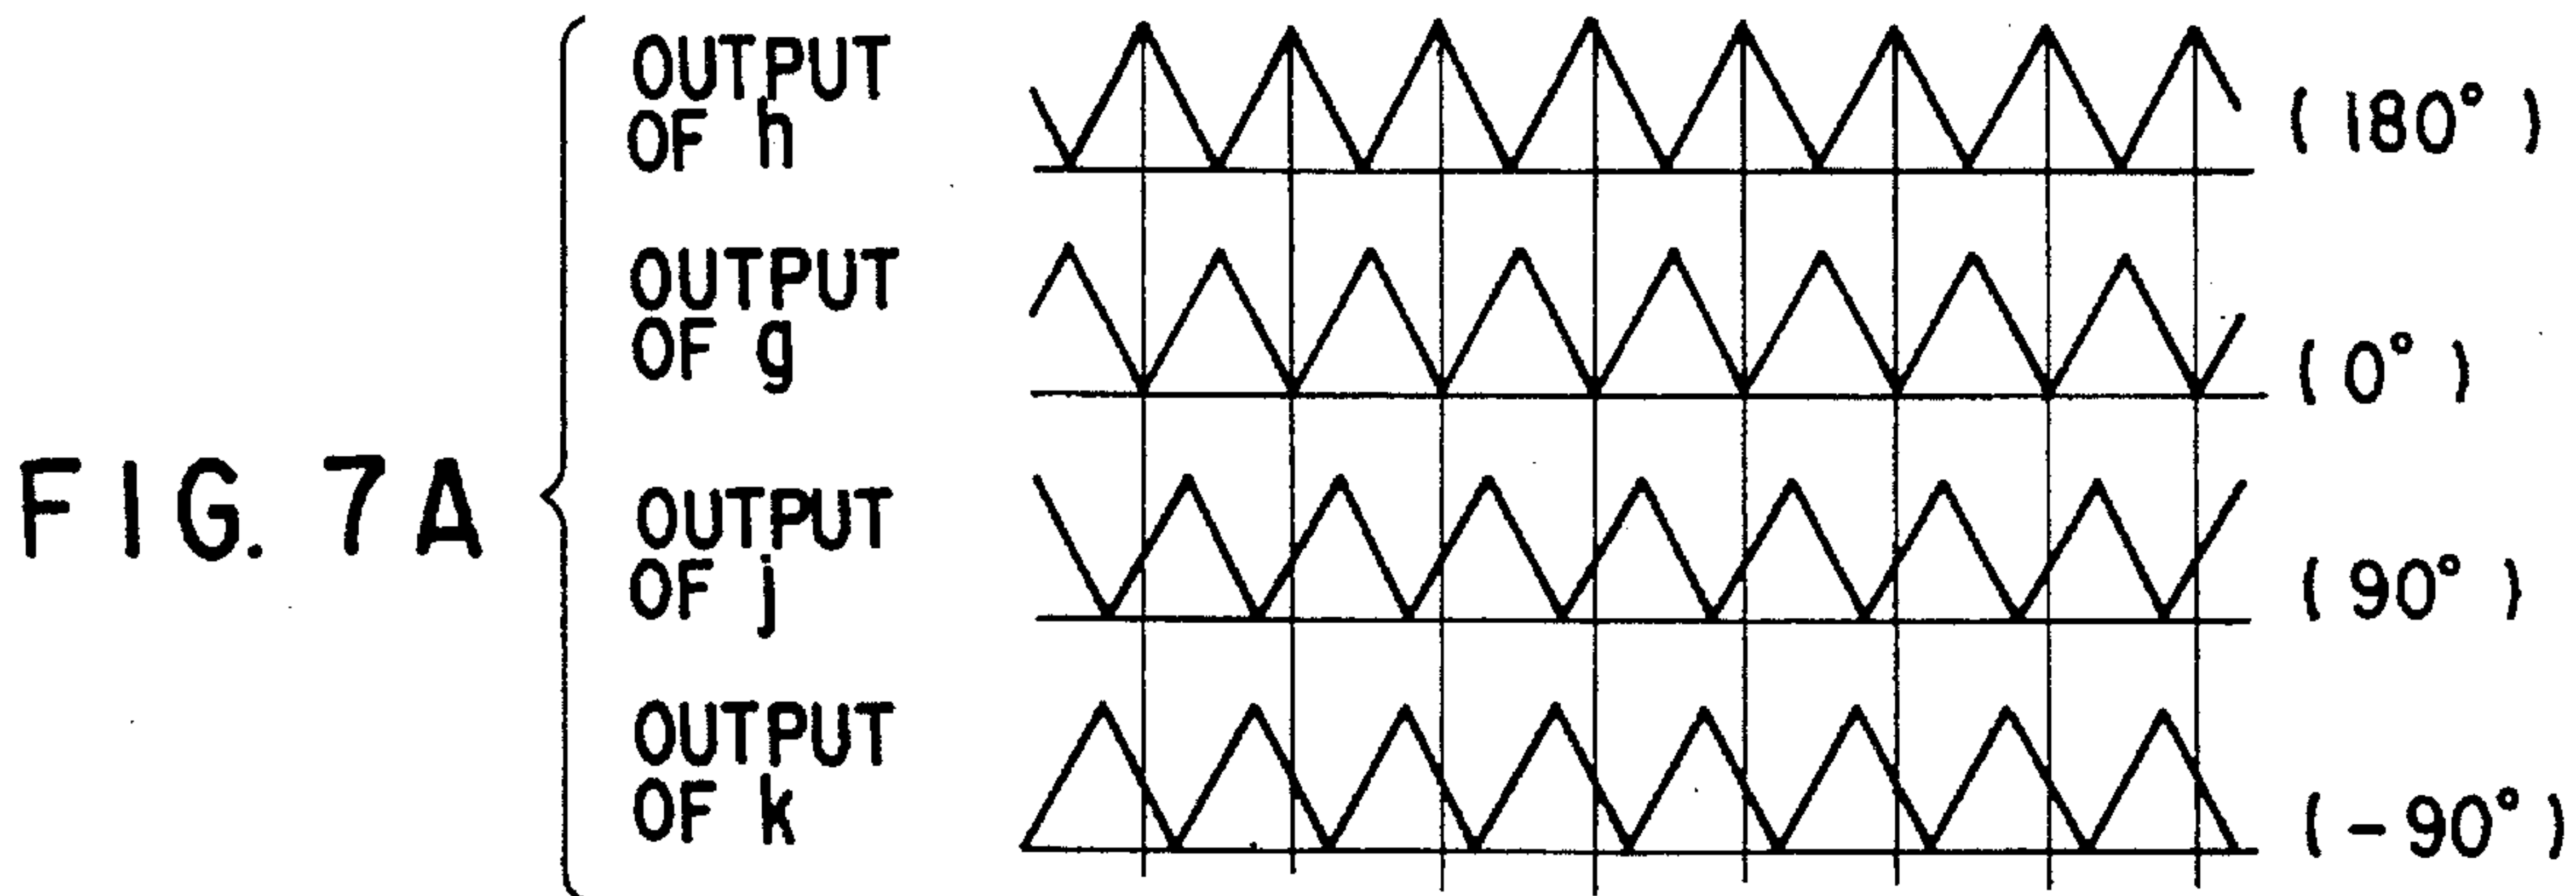 OUTPUT
OF h
(180°)
OUTPUT
OF g
(0°)
FIG. 7A
OUTPUT
OF j
(90°)
OUTPUT
OF k
(-90°)